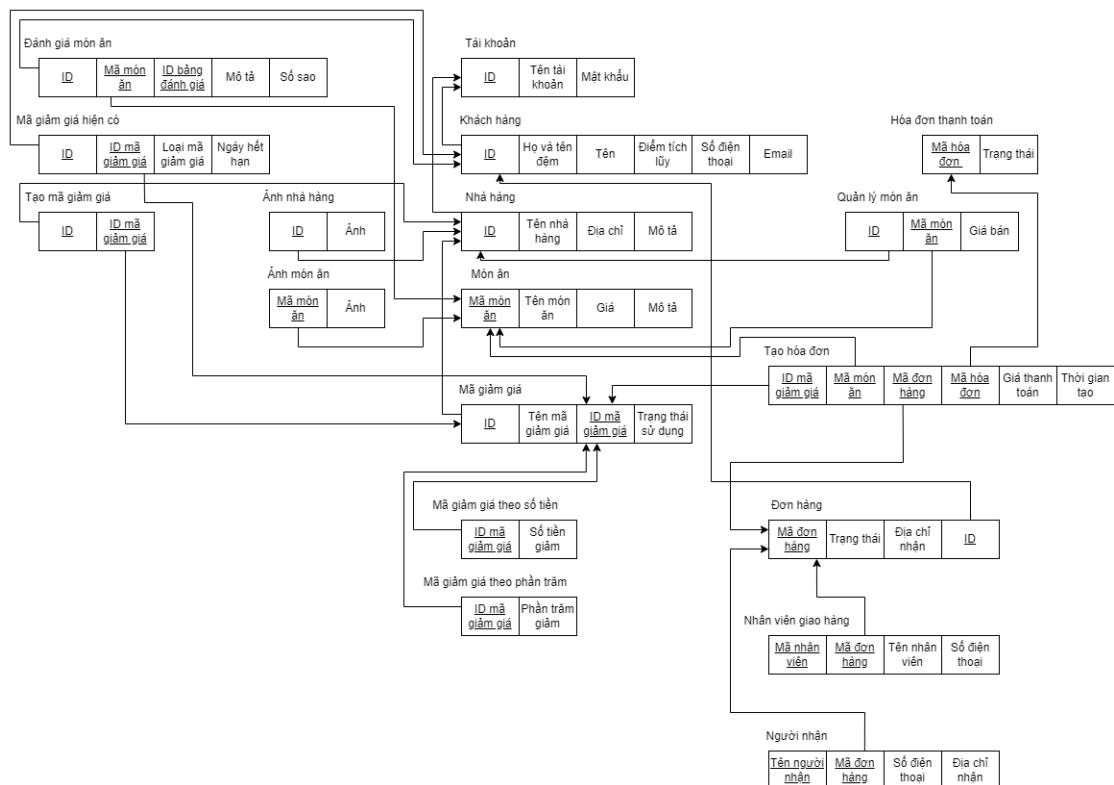 Đánh giá món ăn
ID
Mã món
ăn
ID bảng
đánh giá
Mô tả
Số sao
Tài khoản
ID
Tên tài
khoản
Mật khẩu
Mã giảm giá hiện có
ID
ID mã
giảm giá
Loại mã
giảm giá
Ngày hết
hạn
Khách hàng
ID
Họ và tên
đệm
Tên
Điểm tích
lũy
Số điện
thoại
Email
Hóa đơn thanh toán
Mã hóa
đơn
Trạng thái
Tạo mã giảm giá
ID
ID mã
giảm giá
Ảnh nhà hàng
ID
Ảnh
Nhà hàng
ID
Tên nhà
hàng
Địa chỉ
Mô tả
Quản lý món ăn
ID
Mã món
ăn
Giá bán
Ảnh món ăn
Mã món
ăn
Ảnh
Món ăn
Mã món
ăn
Tên món
ăn
Giá
Mô tả
Tạo hóa đơn
ID mã
giảm giá
Mã món
ăn
Mã đơn
hàng
Mã hóa
đơn
Giá thanh
toán
Thời gian
tạo
Mã giảm giá
ID
Tên mã
giảm giá
ID mã
giảm giá
Trạng thái
sử dụng
Mã giảm giá theo số tiền
ID mã
giảm giá
Số tiền
giảm
Đơn hàng
Mã đơn
hàng
Trạng thái
Địa chỉ
nhận
ID
Mã giảm giá theo phần trăm
ID mã
giảm giá
Phần trăm
giảm
Nhân viên giao hàng
Mã nhân
viên
Mã đơn
hàng
Tên nhân
viên
Số điện
thoại
Người nhận
Tên người
nhận
Mã đơn
hàng
Số điện
thoại
Địa chỉ
nhận